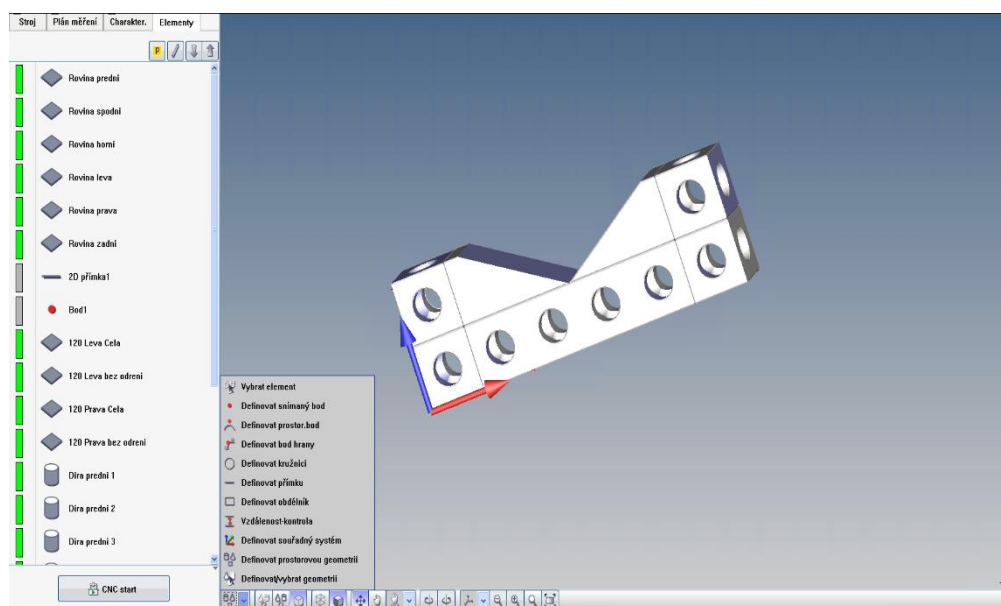 Stroj Plán měření Charakter. Elementy
P
Rovina predni
Rovina spodni
Rovina horni
Rovina leva
Rovina prava
Rovina zadni
2D přímka1
Bod1
120 Leva Cela
120 Leva bez odreni
120 Prava Cela
120 Prava bez odreni
Dira predni 1
Dira predni 2
Dira predni 3
CNC start
Vybrat element
Definovat snímaný bod
Definovat prostor.bod
Definovat bod hrany
Definovat kružnici
Definovat přímku
Definovat obdélník
Vzdálenost-kontrola
Definovat souřadný systém
Definovat prostorovou geometrii
Definovat/vybrat geometrii